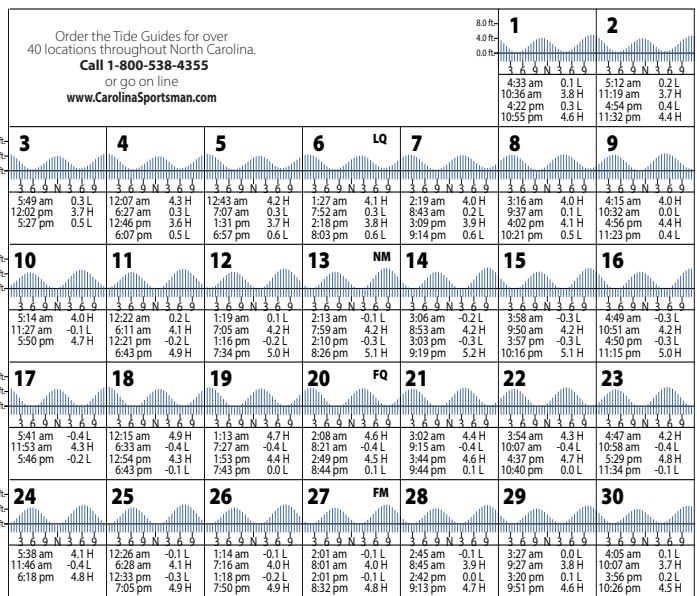 Order the Tide Guides for over
40 locations throughout North Carolina.
Call 1-800-538-4355
or go on line
www.CarolinaSportsman.com
8.0 ft-
4.0 ft-
0.0 ft-
1
3 6 9 N 3 6 9
4:33 am 0.1 L
10:36 am 3.8 H
4:22 pm 0.3 L
10:55 pm 4.6 H
2
3 6 9 N 3 6 9
5:12 am 0.2 L
11:19 am 3.7 H
4:54 pm 0.4 L
11:32 pm 4.4 H
3
3 6 9 N 3 6 9
5:49 am 0.3 L
12:02 pm 3.7 H
5:27 pm 0.5 L
4
3 6 9 N 3 6 9
12:07 am 4.3 H
6:27 am 0.3 L
12:46 pm 3.6 H
6:07 pm 0.5 L
5
3 6 9 N 3 6 9
12:43 am 4.2 H
7:07 am 0.3 L
1:31 pm 3.7 H
6:57 pm 0.6 L
6 LQ
3 6 9 N 3 6 9
1:27 am 4.1 H
7:52 am 0.3 L
2:18 pm 3.8 H
8:03 pm 0.6 L
7
3 6 9 N 3 6 9
2:19 am 4.0 H
8:43 am 0.2 L
3:09 pm 3.9 H
9:14 pm 0.6 L
8
3 6 9 N 3 6 9
3:16 am 4.0 H
9:37 am 0.1 L
4:02 pm 4.1 H
10:21 pm 0.5 L
9
3 6 9 N 3 6 9
4:15 am 4.0 H
10:32 am 0.0 L
4:56 pm 4.4 H
11:23 pm 0.4 L
10
3 6 9 N 3 6 9
5:14 am 4.0 H
11:27 am -0.1 L
5:50 pm 4.7 H
11
3 6 9 N 3 6 9
12:22 am 0.2 L
6:11 am 4.1 H
12:21 pm -0.2 L
6:43 pm 4.9 H
12
3 6 9 N 3 6 9
1:19 am 0.1 L
7:05 am 4.2 H
1:16 pm -0.2 L
7:34 pm 5.0 H
13 NM
3 6 9 N 3 6 9
2:13 am -0.1 L
7:59 am 4.2 H
2:10 pm -0.3 L
8:26 pm 5.1 H
14
3 6 9 N 3 6 9
3:06 am -0.2 L
8:53 am 4.2 H
3:03 pm -0.3 L
9:19 pm 5.2 H
15
3 6 9 N 3 6 9
3:58 am -0.3 L
9:50 am 4.2 H
3:57 pm -0.3 L
10:16 pm 5.1 H
16
3 6 9 N 3 6 9
4:49 am -0.3 L
10:51 am 4.2 H
4:50 pm -0.3 L
11:15 pm 5.0 H
17
3 6 9 N 3 6 9
5:41 am -0.4 L
11:53 am 4.3 H
5:46 pm -0.2 L
18
3 6 9 N 3 6 9
12:15 am 4.9 H
6:33 am -0.4 L
12:54 pm 4.3 H
6:43 pm -0.1 L
19
3 6 9 N 3 6 9
1:13 am 4.7 H
7:27 am -0.4 L
1:53 pm 4.4 H
7:43 pm 0.0 L
20 FQ
3 6 9 N 3 6 9
2:08 am 4.6 H
8:21 am -0.4 L
2:49 pm 4.5 H
8:44 pm 0.1 L
21
3 6 9 N 3 6 9
3:02 am 4.4 H
9:15 am -0.4 L
3:44 pm 4.6 H
9:44 pm 0.1 L
22
3 6 9 N 3 6 9
3:54 am 4.3 H
10:07 am -0.4 L
4:37 pm 4.7 H
10:40 pm 0.0 L
23
3 6 9 N 3 6 9
4:47 am 4.2 H
10:58 am -0.4 L
5:29 pm 4.8 H
11:34 pm -0.1 L
24
3 6 9 N 3 6 9
5:38 am 4.1 H
11:46 am -0.4 L
6:18 pm 4.8 H
25
3 6 9 N 3 6 9
12:26 am -0.1 L
6:28 am 4.1 H
12:33 pm -0.3 L
7:05 pm 4.9 H
26
3 6 9 N 3 6 9
1:14 am -0.1 L
7:16 am 4.0 H
1:18 pm -0.2 L
7:50 pm 4.9 H
27 FM
3 6 9 N 3 6 9
2:01 am -0.1 L
8:01 am 4.0 H
2:01 pm -0.1 L
8:32 pm 4.8 H
28
3 6 9 N 3 6 9
2:45 am -0.1 L
8:45 am 3.9 H
2:42 pm 0.0 L
9:13 pm 4.7 H
29
3 6 9 N 3 6 9
3:27 am 0.0 L
9:27 am 3.8 H
3:20 pm 0.1 L
9:51 pm 4.6 H
30
3 6 9 N 3 6 9
4:05 am 0.1 L
10:07 am 3.7 H
3:56 pm 0.2 L
10:26 pm 4.5 H